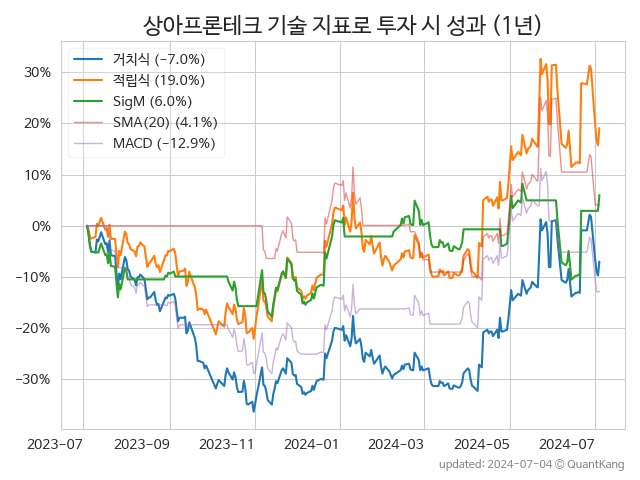 상아프론테크 기술 지표로 투자 시 성과 (1년)
거치식 (−7.0%)
적립식 (19.0%)
SigM (6.0%)
SMA(20) (4.1%)
MACD (−12.9%)
30%
20%
10%
0%
−10%
−20%
−30%
2023-07
2023-09
2023-11
2024-01
2024-03
2024-05
2024-07
updated: 2024-07-04 © QuantKang